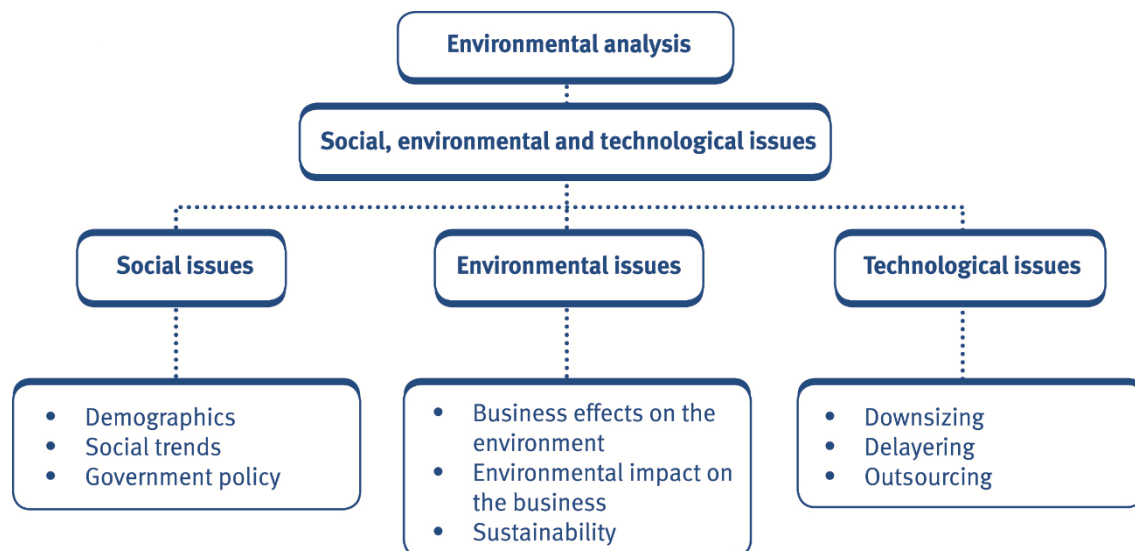 Environmental analysis
Social, environmental and technological issues
Social issues
Environmental issues
Technological issues
• Demographics
• Social trends
• Government policy
• Business effects on the
environment
• Environmental impact on
the business
• Sustainability
• Downsizing
• Delayering
• Outsourcing